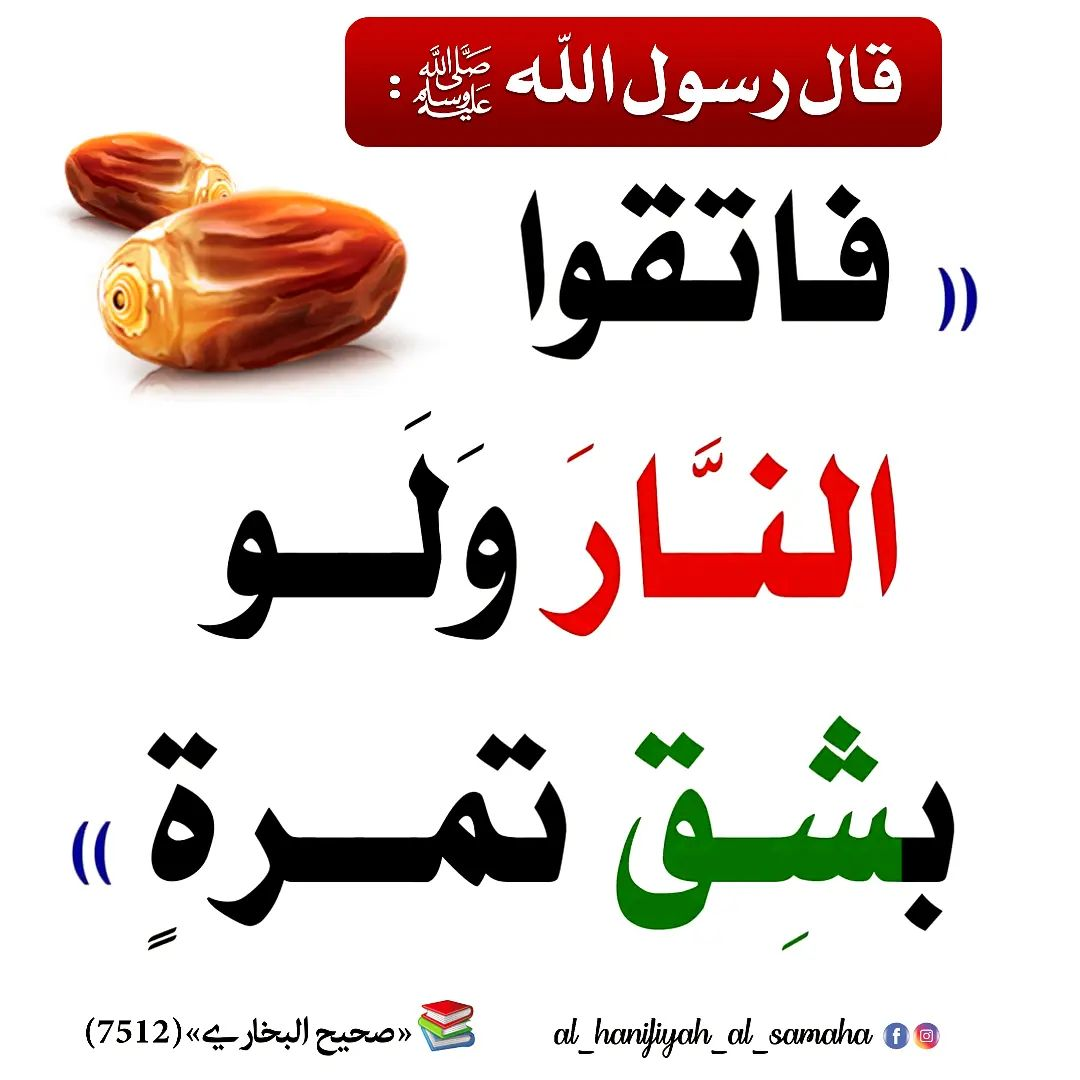 قال رسول الله ﷺ :
(( فاتقوا
النَّارَ وَلَو
بشِق تمرةٍ ))
al_hanifiyah_al_samaha
«صحيح البخاري» (7512)